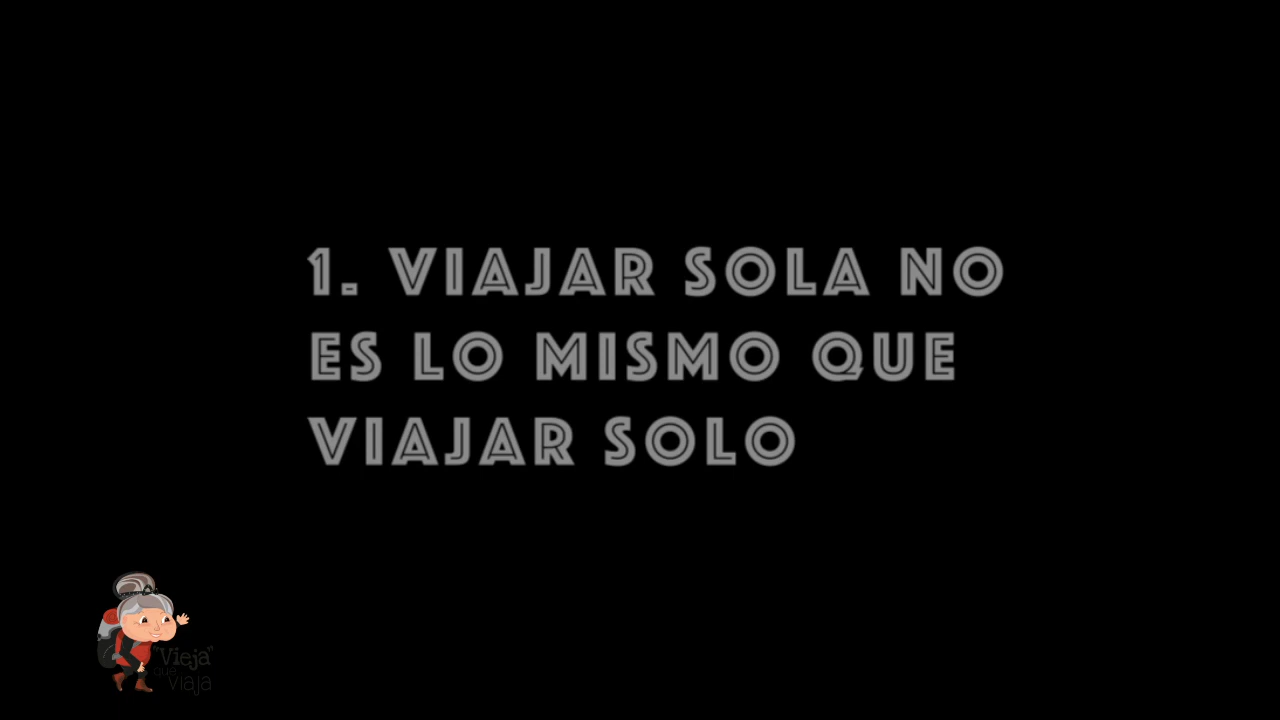 1. VIAJAR SOLA NO
ES LO MISMO QUE
VIAJAR SOLO
"Vieja"
que
viaja